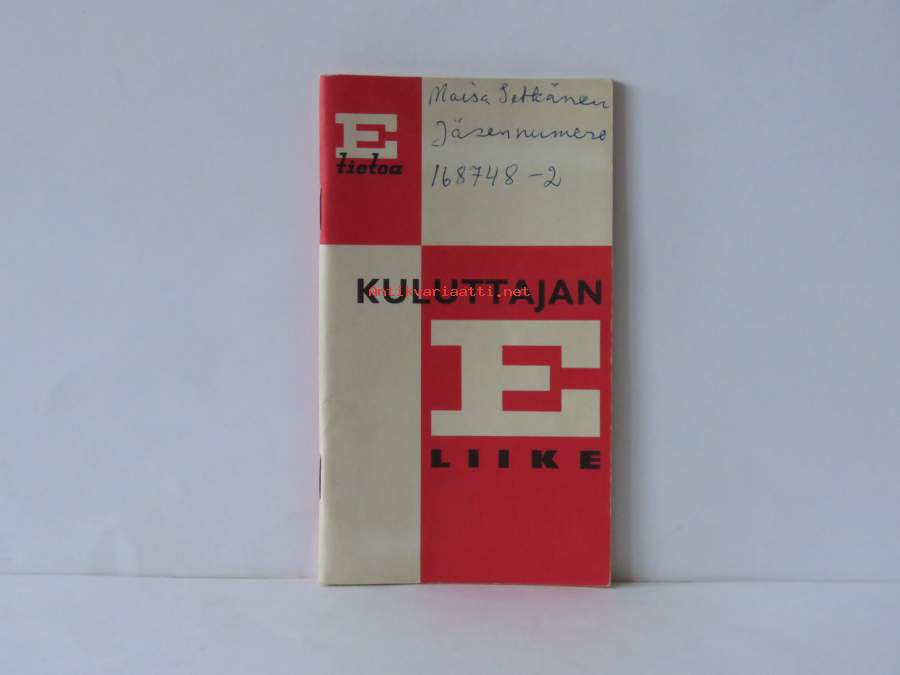 Maisa Setkänen
Jäsennumero
168748-2
E
tietoa
KULUTTAJAN
Antikvariaatti.net
E
LIIKE